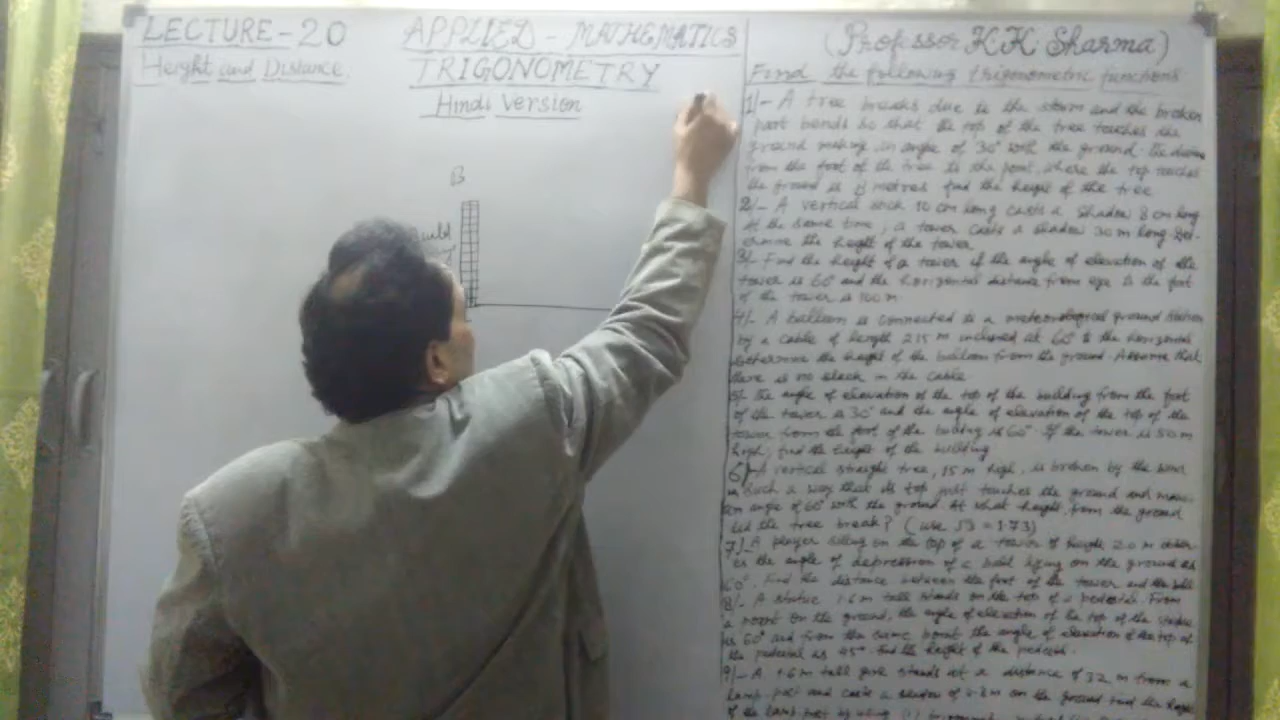 LECTURE-20
Height and Distance
APPLIED - MATHEMATICS
TRIGONOMETRY
Hindi Version
B
(Professor K.K. Sharma)
Find the following trigonometric functions
1/- A tree breaks due to the storm and the broken
part bends so that the top of the tree touches the
ground making an angle of 30° with the ground. The
from the foot of the tree to the point where the top touches
the ground is 8 metres find the height of the tree
2/- A vertical stick 10 cm long casts a shadow 8 cm long
At the same time, a tower casts a shadow 30 m long Det-
ermine the height of the tower
3/- Find the height of a tower if the angle of elevation of the
tower is 60° and the horizontal distance from eye to the foot
of the tower is 100 m
4/- A balloon is connected to a meteorological ground station
by a cable of length 215 m inclined at 60° to the horizontal
determine the height of the balloon from the ground. Assume that
there is no slack in the cable
5/- The angle of elevation of the top of the building from the foot
of the tower is 30° and the angle of elevation of the top of the
tower from the foot of the building is 60°. If the tower is 50 m
high, find the height of the building
6/- A vertical straight tree, 15 m high, is broken by the wind
in such a way that its top just touches the ground and
an angle of 60° with the ground. At what height from the ground
did the tree break? (use √3 = 1.73)
7/- A player sitting on the top of a tower of height 20 m
the angle of depression of a ball lying on the ground as
60°. Find the distance between the foot of the tower and the ball
8/- A statue 1.6 m tall stands on the top of a pedestal. From
a point on the ground, the angle of elevation of the top of the statue
is 60° and from the same point the angle of elevation of the top of
the pedestal is 45°. Find the height of the pedestal.
9/- A 1.6 m tall girl stands at a distance of 3.2 m from a
lamp-post and casts a shadow of 4.8 m on the ground find the height
of the lamp-post by using